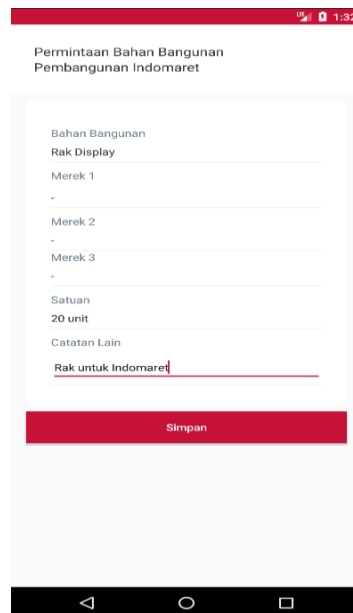 LTE 1:32
Permintaan Bahan Bangunan
Pembangunan Indomaret
Bahan Bangunan
Rak Display
Merek 1
-
Merek 2
-
Merek 3
-
Satuan
20 unit
Catatan Lain
Rak untuk Indomaret
Simpan